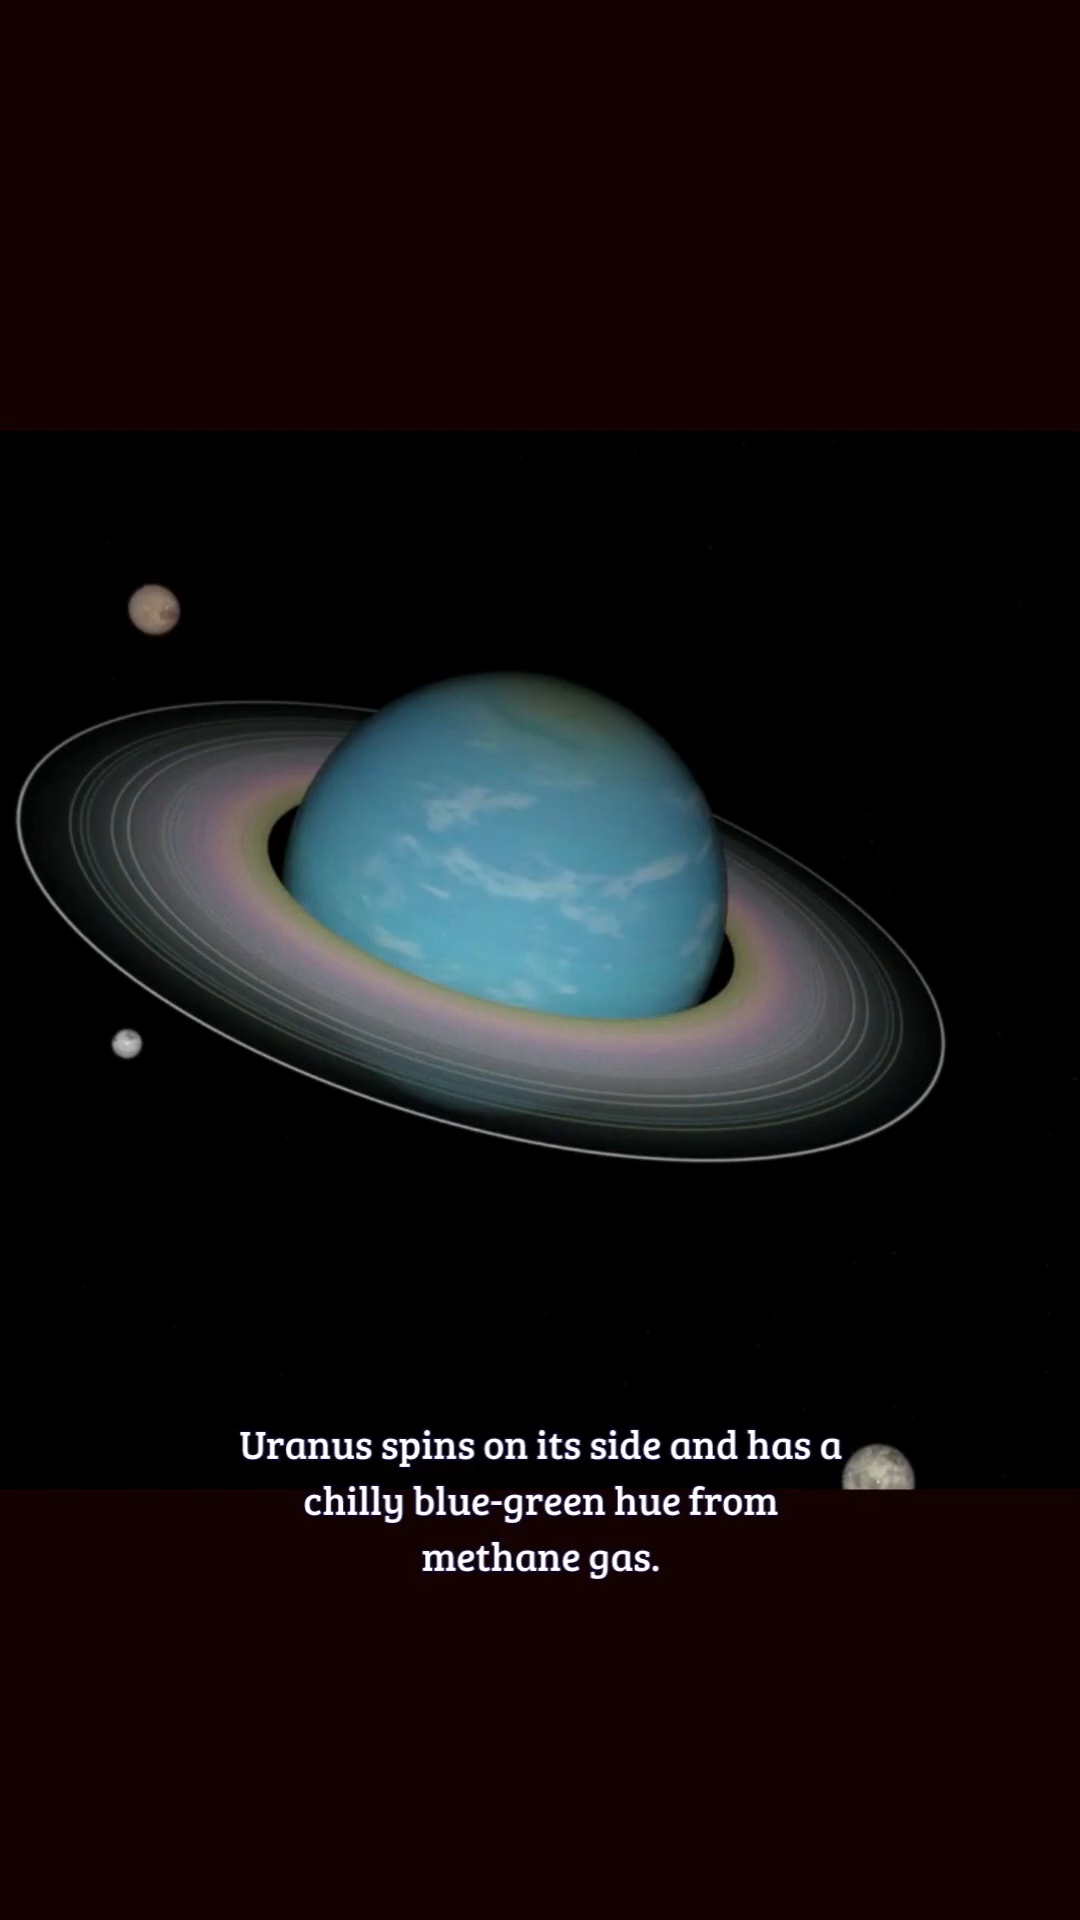 Uranus spins on its side and has a
chilly blue-green hue from
methane gas.